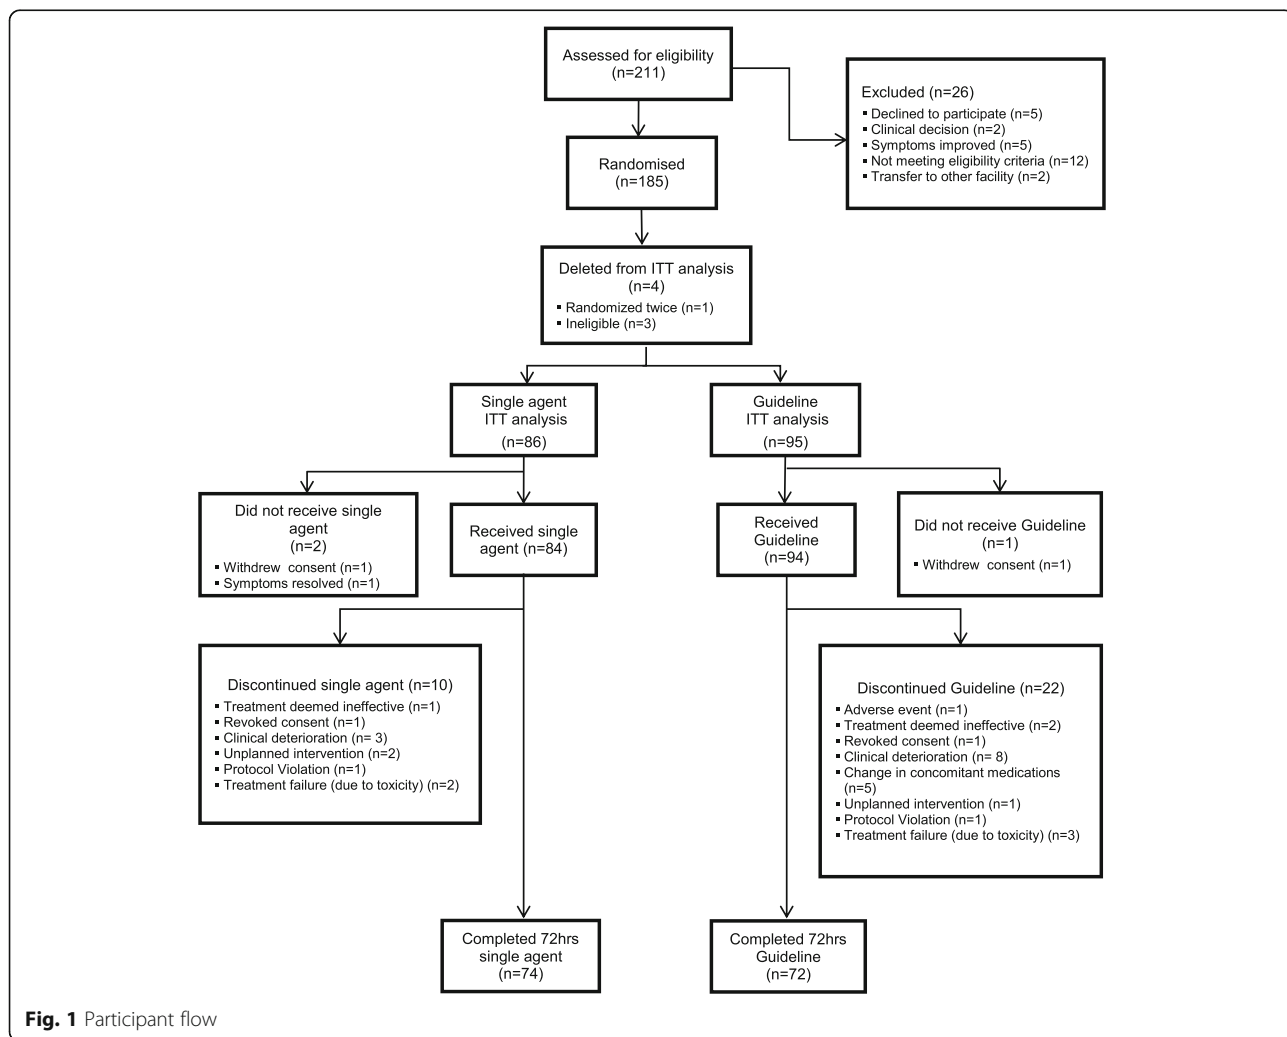 Assessed for eligibility
(n=211)
Excluded (n=26)
▪ Declined to participate (n=5)
▪ Clinical decision (n=2)
▪ Symptoms improved (n=5)
▪ Not meeting eligibility criteria (n=12)
▪ Transfer to other facility (n=2)
Randomised
(n=185)
Deleted from ITT analysis
(n=4)
▪ Randomized twice (n=1)
▪ Ineligible (n=3)
Single agent
ITT analysis
(n=86)
Guideline
ITT analysis
(n=95)
Did not receive single
agent
(n=2)
▪ Withdrew consent (n=1)
▪ Symptoms resolved (n=1)
Received single
agent (n=84)
Received
Guideline
(n=94)
Did not receive Guideline
(n=1)
▪ Withdrew consent (n=1)
Discontinued single agent (n=10)
▪ Treatment deemed ineffective (n=1)
▪ Revoked consent (n=1)
▪ Clinical deterioration (n= 3)
▪ Unplanned intervention (n=2)
▪ Protocol Violation (n=1)
▪ Treatment failure (due to toxicity) (n=2)
Discontinued Guideline (n=22)
▪ Adverse event (n=1)
▪ Treatment deemed ineffective (n=2)
▪ Revoked consent (n=1)
▪ Clinical deterioration (n= 8)
▪ Change in concomitant medications
(n=5)
▪ Unplanned intervention (n=1)
▪ Protocol Violation (n=1)
▪ Treatment failure (due to toxicity) (n=3)
Completed 72hrs
single agent
(n=74)
Completed 72hrs
Guideline
(n=72)
Fig. 1 Participant flow